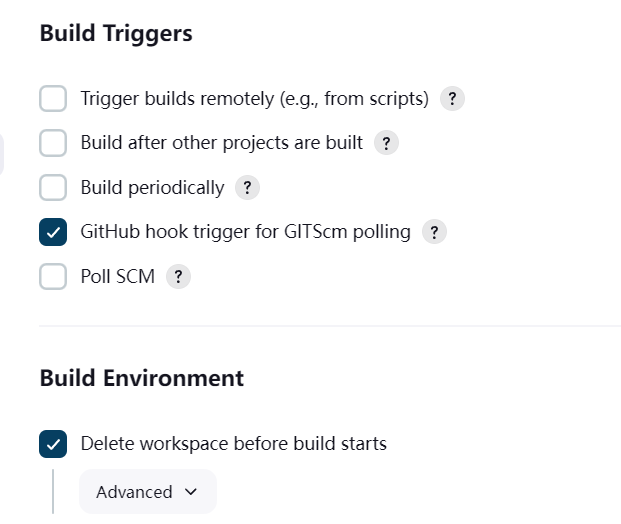 Build Triggers
Trigger builds remotely (e.g., from scripts) ?
Build after other projects are built ?
Build periodically ?
GitHub hook trigger for GITScm polling ?
Poll SCM ?
Build Environment
Delete workspace before build starts
Advanced